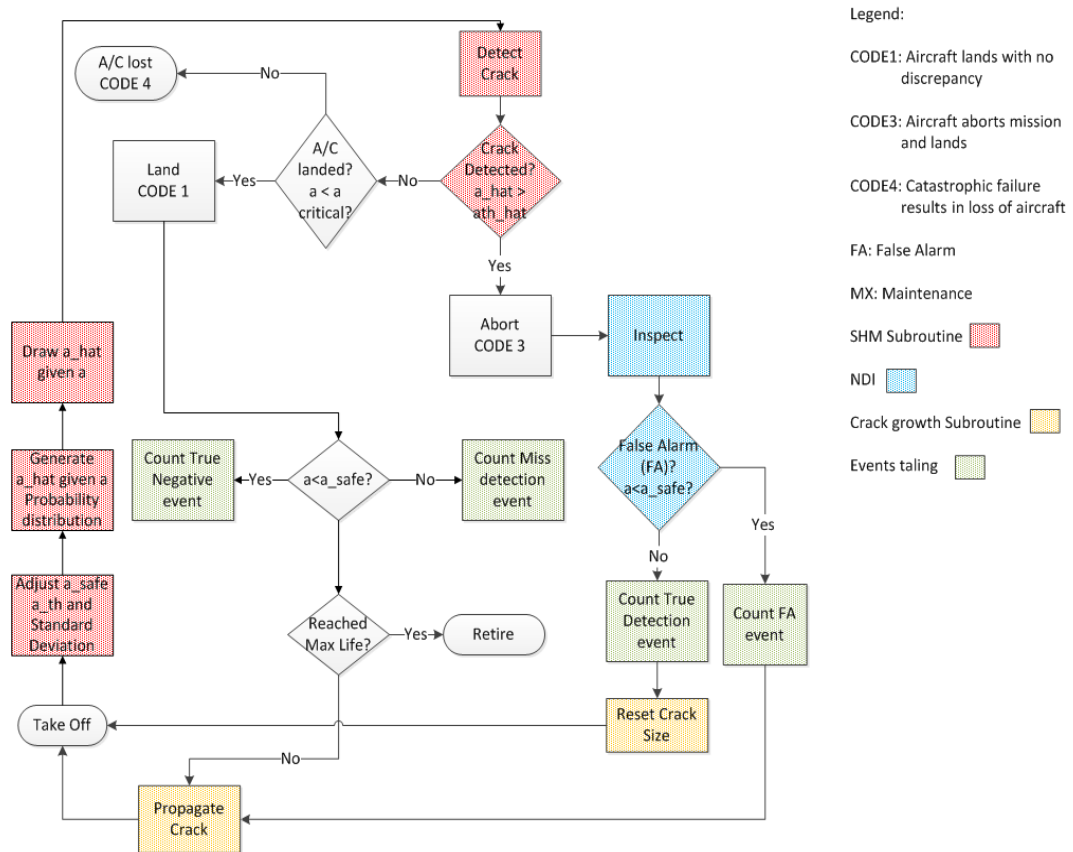 Detect
Crack
A/C lost
CODE 4
No
Crack
Detected?
a_hat >
ath_hat
No
A/C
landed?
a < a
critical?
Yes
Land
CODE 1
Yes
Abort
CODE 3
Inspect
Draw a_hat
given a
Generate
a_hat given a
Probability
distribution
Adjust a_safe
a_th and
Standard
Deviation
Count True
Negative
event
Yes
a<a_safe?
No
Count Miss
detection
event
False Alarm
(FA)?
a<a_safe?
Yes
No
Count True
Detection
event
Count FA
event
Reached
Max Life?
Yes
Retire
Take Off
Reset Crack
Size
No
Propagate
Crack
Legend:
CODE1: Aircraft lands with no
discrepancy
CODE3: Aircraft aborts mission
and lands
CODE4: Catastrophic failure
results in loss of aircraft
FA: False Alarm
MX: Maintenance
SHM Subroutine
NDI
Crack growth Subroutine
Events taling